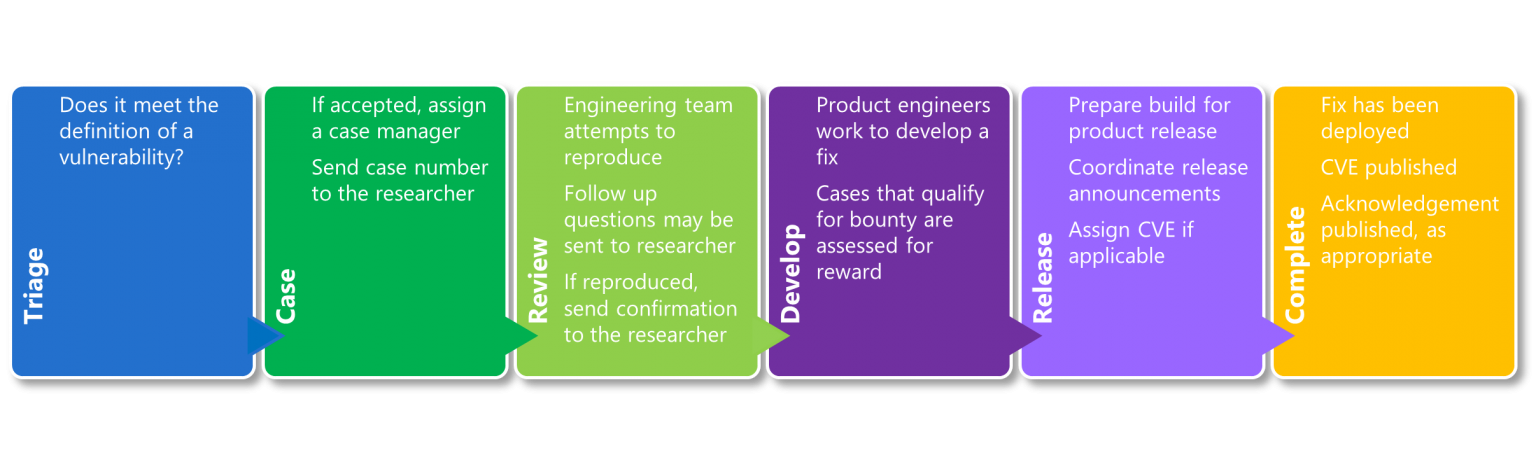 Triage
Does it meet the
definition of a
vulnerability?
Case
If accepted, assign
a case manager
Send case number
to the researcher
Review
Engineering team
attempts to
reproduce
Follow up
questions may be
sent to researcher
If reproduced,
send confirmation
to the researcher
Develop
Product engineers
work to develop a
fix
Cases that qualify
for bounty are
assessed for
reward
Release
Prepare build for
product release
Coordinate release
announcements
Assign CVE if
applicable
Complete
Fix has been
deployed
CVE published
Acknowledgement
published, as
appropriate